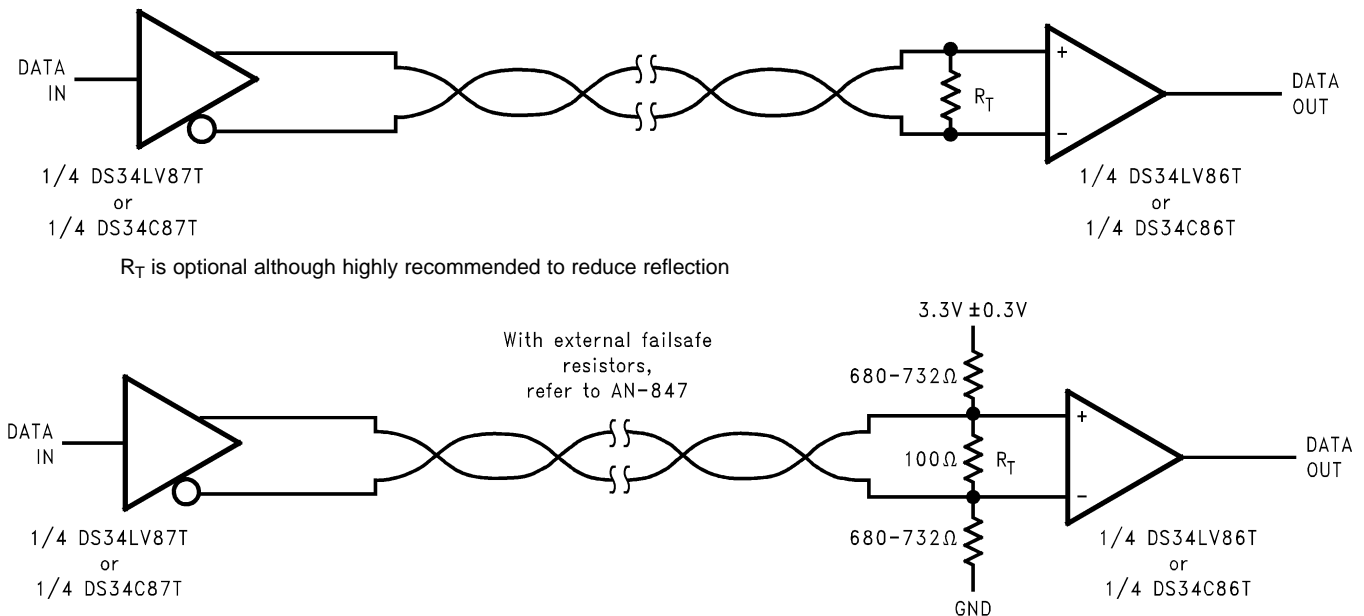 DATA
IN
1/4 DS34LV87T
or
1/4 DS34C87T
R_T
+
−
DATA
OUT
1/4 DS34LV86T
or
1/4 DS34C86T
R_T is optional although highly recommended to reduce reflection
With external failsafe
resistors,
refer to AN-847
3.3V ±0.3V
680-732Ω
DATA
IN
100Ω R_T
+
−
DATA
OUT
680-732Ω
GND
1/4 DS34LV87T
or
1/4 DS34C87T
1/4 DS34LV86T
or
1/4 DS34C86T